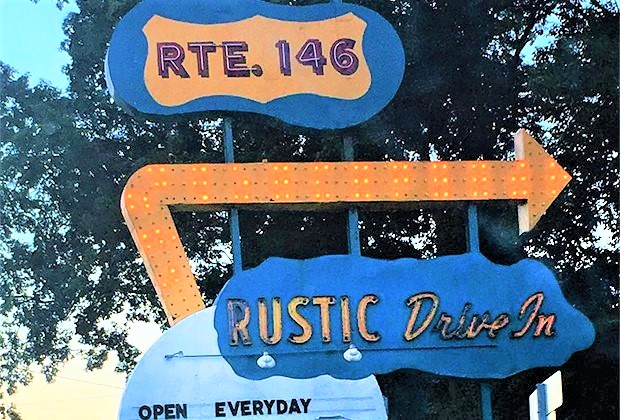 RTE. 146
RUSTIC Drive In
OPEN EVERYDAY